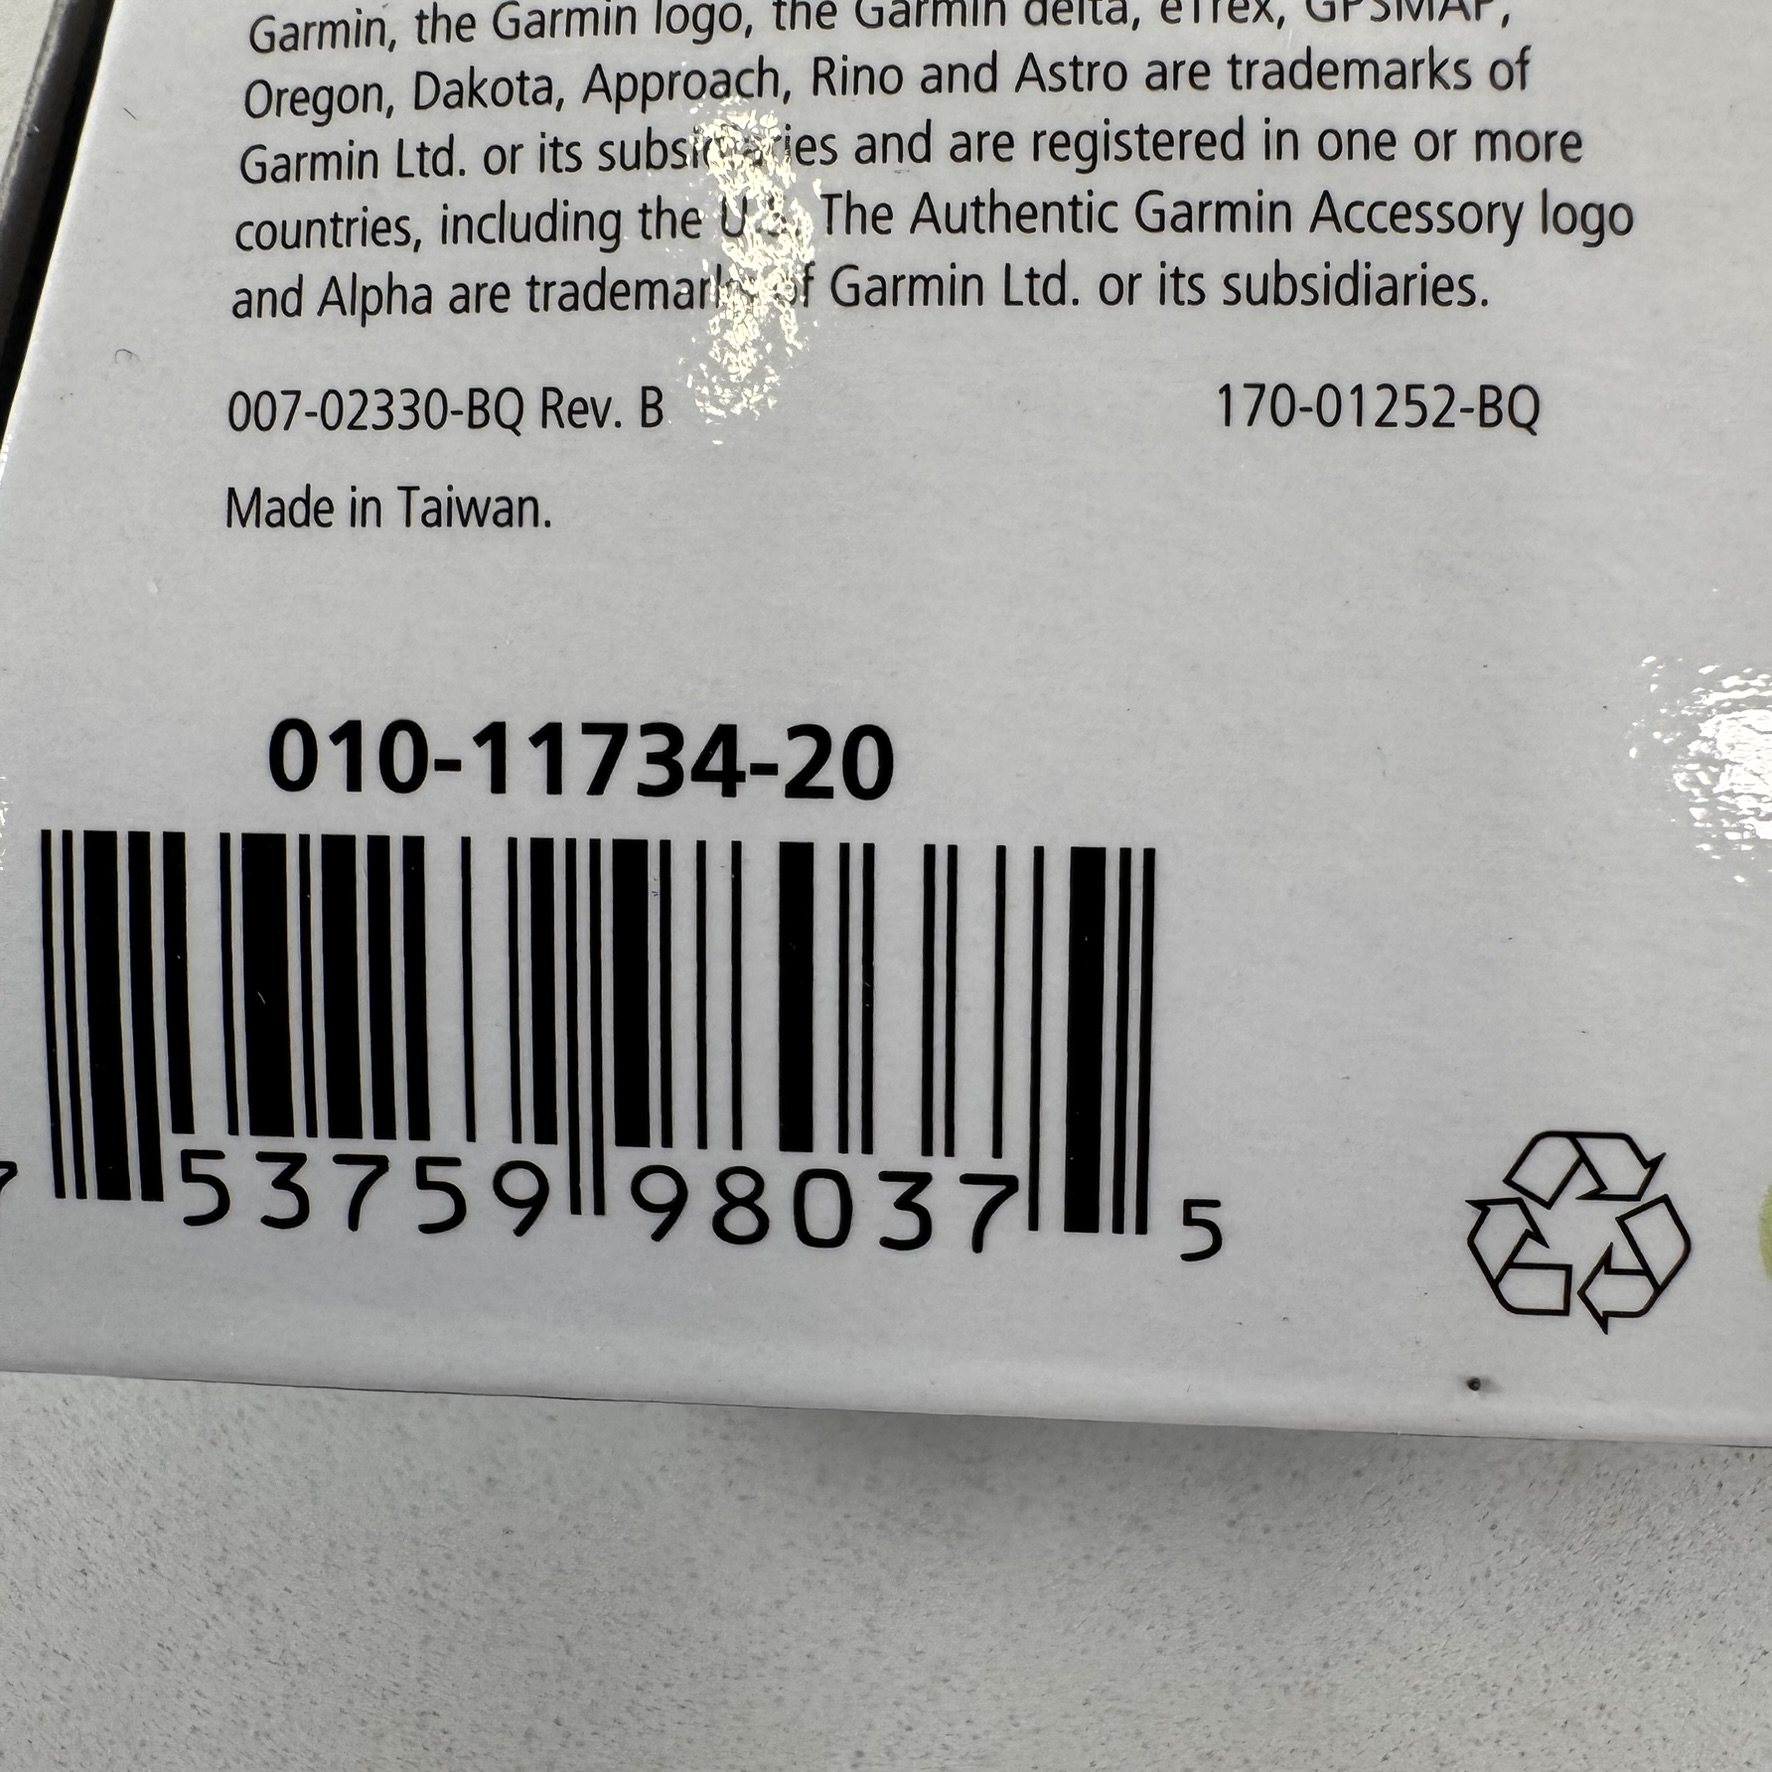 Garmin, the Garmin logo, the Garmin delta, eTrex, GPSMAP,
Oregon, Dakota, Approach, Rino and Astro are trademarks of
Garmin Ltd. or its subsidiaries and are registered in one or more
countries, including the U.S. The Authentic Garmin Accessory logo
and Alpha are trademarks of Garmin Ltd. or its subsidiaries.
007-02330-BQ Rev. B 170-01252-BQ
Made in Taiwan.
010-11734-20
7 53759 98037 5